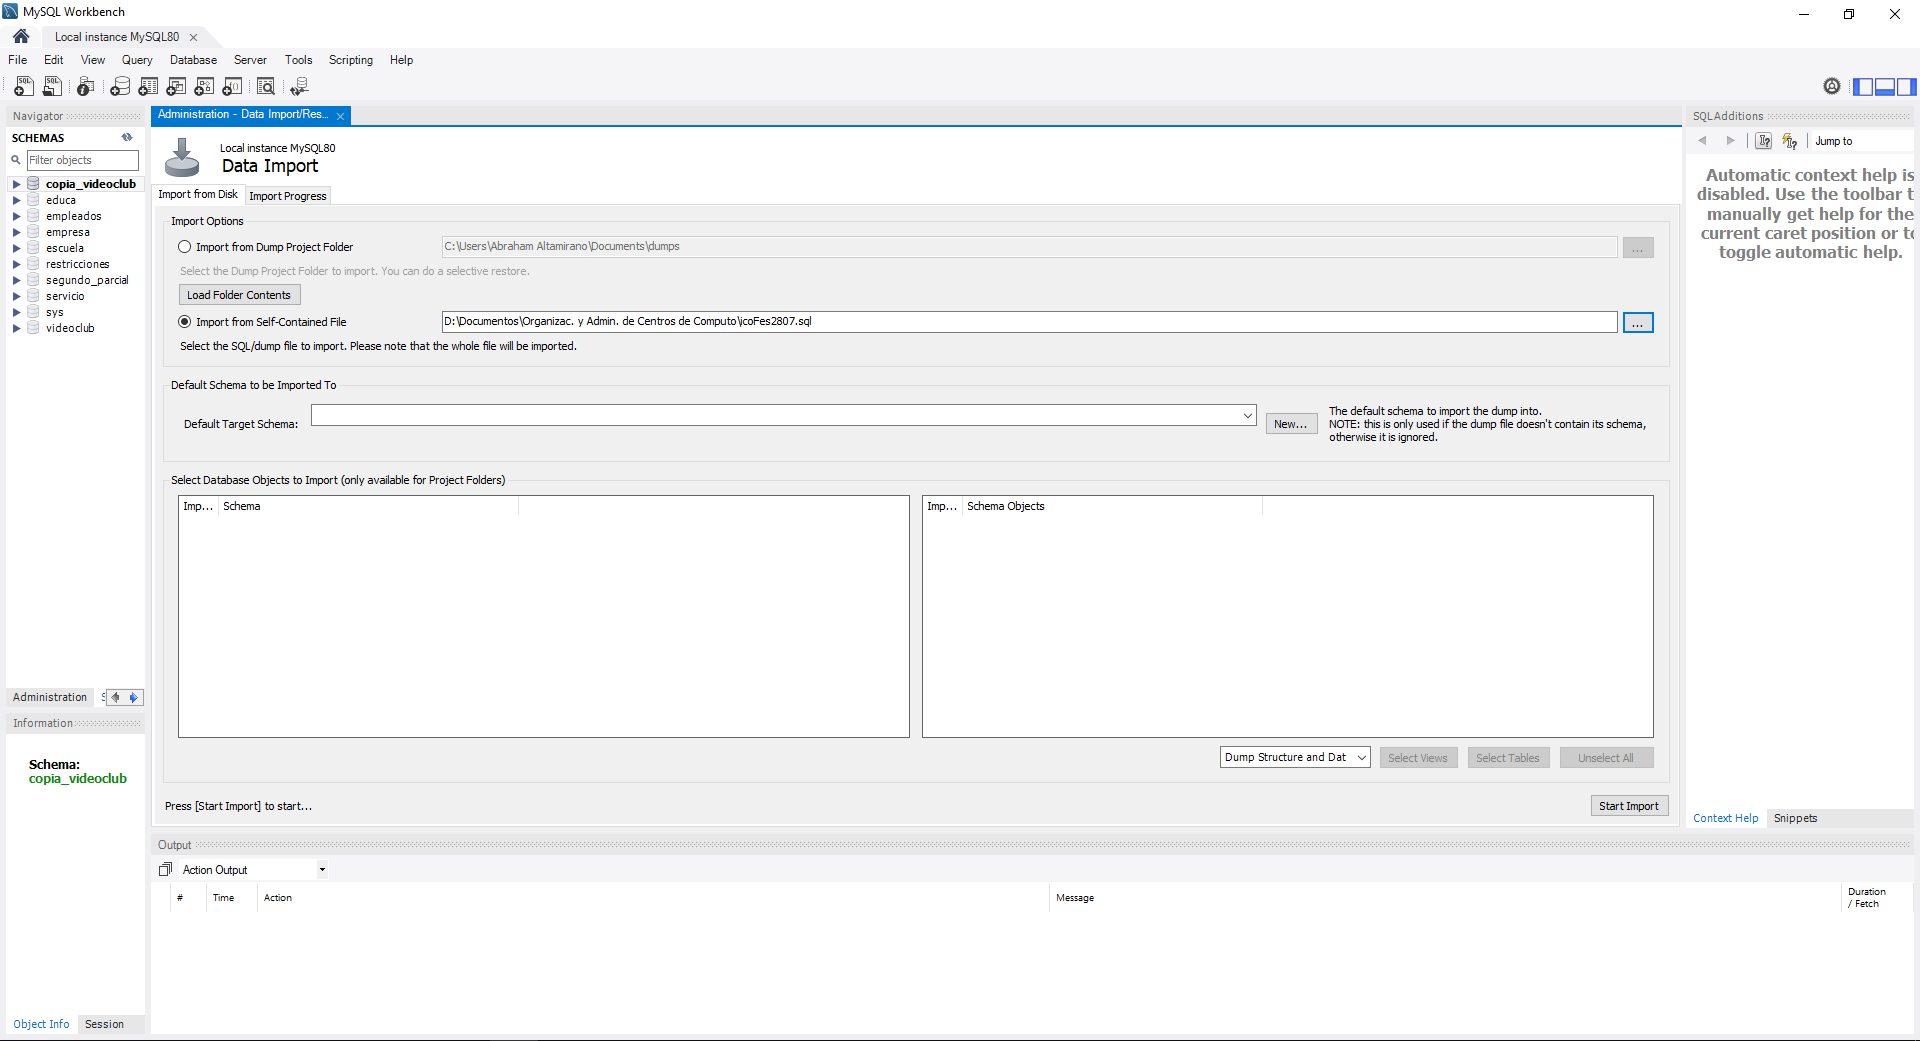 MySQL Workbench
Local instance MySQL80
File Edit View Query Database Server Tools Scripting Help
Navigator
SCHEMAS
Filter objects
copia_videoclub
educa
empleados
empresa
escuela
restricciones
segundo_parcial
servicio
sys
videoclub
Administration S
Information
Schema:
copia_videoclub
Object Info Session
Administration - Data Import/Res...
Local instance MySQL80
Data Import
Import from Disk Import Progress
Import Options
Import from Dump Project Folder C:\Users\Abraham Altamirano\Documents\dumps ...
Select the Dump Project Folder to import. You can do a selective restore.
Load Folder Contents
Import from Self-Contained File D:\Documentos\Organizac. y Admin. de Centros de Computo\icoFes2807.sql ...
Select the SQL/dump file to import. Please note that the whole file will be imported.
Default Schema to be Imported To
Default Target Schema: New...
The default schema to import the dump into.
NOTE: this is only used if the dump file doesn't contain its schema,
otherwise it is ignored.
Select Database Objects to Import (only available for Project Folders)
Imp... Schema
Imp... Schema Objects
Dump Structure and Dat Select Views Select Tables Unselect All
Press [Start Import] to start...
Start Import
Output
Action Output
# Time Action Message Duration / Fetch
SQLAdditions
Jump to
Automatic context help is
disabled. Use the toolbar t
manually get help for the
current caret position or to
toggle automatic help.
Context Help Snippets